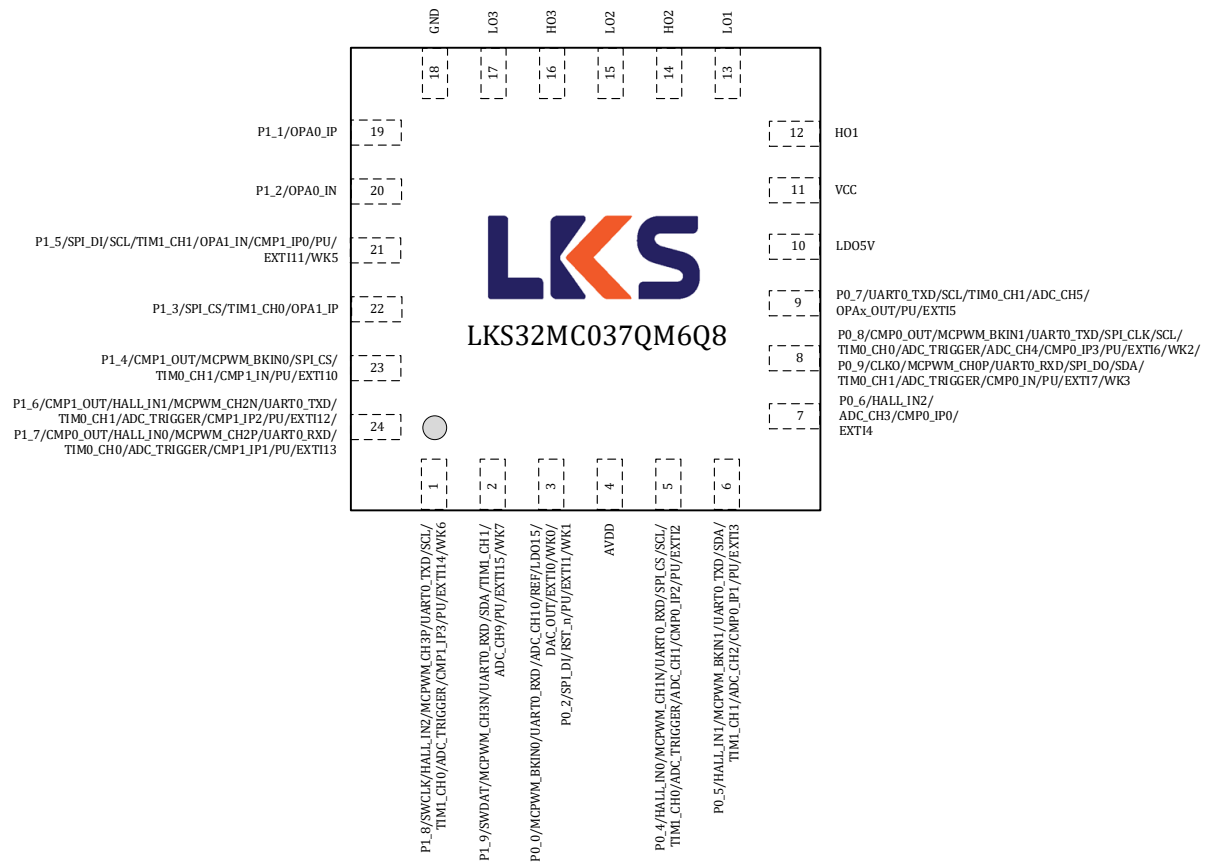 GND
LO3
HO3
LO2
HO2
LO1
18
17
16
15
14
13
P1_1/OPA0_IP
19
P1_2/OPA0_IN
20
P1_5/SPI_DI/SCL/TIM1_CH1/OPA1_IN/CMP1_IP0/PU/
EXTI11/WK5
21
P1_3/SPI_CS/TIM1_CH0/OPA1_IP
22
P1_4/CMP1_OUT/MCPWM_BKIN0/SPI_CS/
TIM0_CH1/CMP1_IN/PU/EXTI10
23
P1_6/CMP1_OUT/HALL_IN1/MCPWM_CH2N/UART0_TXD/
TIM0_CH1/ADC_TRIGGER/CMP1_IP2/PU/EXTI12/
P1_7/CMP0_OUT/HALL_IN0/MCPWM_CH2P/UART0_RXD/
TIM0_CH0/ADC_TRIGGER/CMP1_IP1/PU/EXTI13
24
LKS
LKS32MC037QM6Q8
12
HO1
11
VCC
10
LDO5V
9
P0_7/UART0_TXD/SCL/TIM0_CH1/ADC_CH5/
OPAx_OUT/PU/EXTI5
8
P0_8/CMP0_OUT/MCPWM_BKIN1/UART0_TXD/SPI_CLK/SCL/
TIM0_CH0/ADC_TRIGGER/ADC_CH4/CMP0_IP3/PU/EXTI6/WK2/
P0_9/CLKO/MCPWM_CH0P/UART0_RXD/SPI_DO/SDA/
TIM0_CH1/ADC_TRIGGER/CMP0_IN/PU/EXTI7/WK3
7
P0_6/HALL_IN2/
ADC_CH3/CMP0_IP0/
EXTI4
1
2
3
4
5
6
P1_8/SWCLK/HALL_IN2/MCPWM_CH3P/UART0_TXD/SCL/
TIM1_CH0/ADC_TRIGGER/CMP1_IP3/PU/EXTI14/WK6
P1_9/SWDAT/MCPWM_CH3N/UART0_RXD/SDA/TIM1_CH1/
ADC_CH9/PU/EXTI15/WK7
P0_0/MCPWM_BKIN0/UART0_RXD/ADC_CH10/REF/LDO15/
DAC_OUT/EXTI0/WK0/
P0_2/SPI_DI/RST_n/PU/EXTI1/WK1
AVDD
P0_4/HALL_IN0/MCPWM_CH1N/UART0_RXD/SPI_CS/SCL/
TIM1_CH0/ADC_TRIGGER/ADC_CH1/CMP0_IP2/PU/EXTI2
P0_5/HALL_IN1/MCPWM_BKIN1/UART0_TXD/SDA/
TIM1_CH1/ADC_CH2/CMP0_IP1/PU/EXTI3